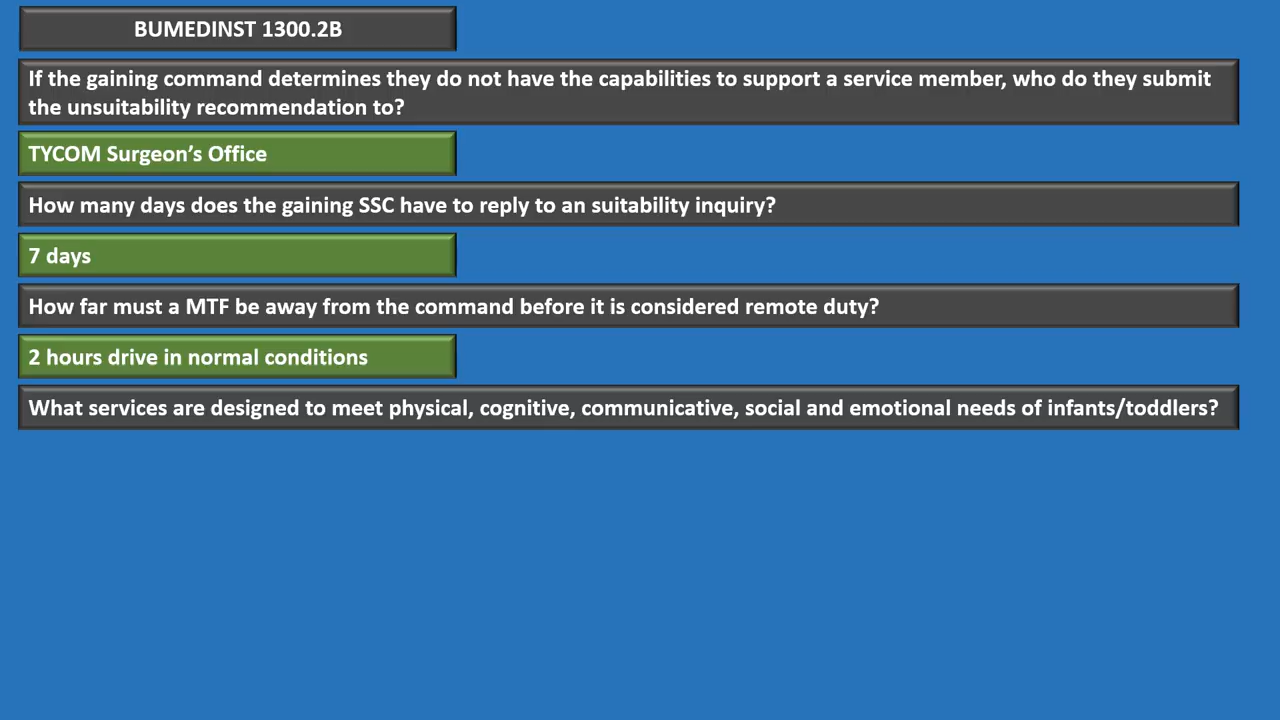 BUMEDINST 1300.2B
If the gaining command determines they do not have the capabilities to support a service member, who do they submit
the unsuitability recommendation to?
TYCOM Surgeon’s Office
How many days does the gaining SSC have to reply to an suitability inquiry?
7 days
How far must a MTF be away from the command before it is considered remote duty?
2 hours drive in normal conditions
What services are designed to meet physical, cognitive, communicative, social and emotional needs of infants/toddlers?